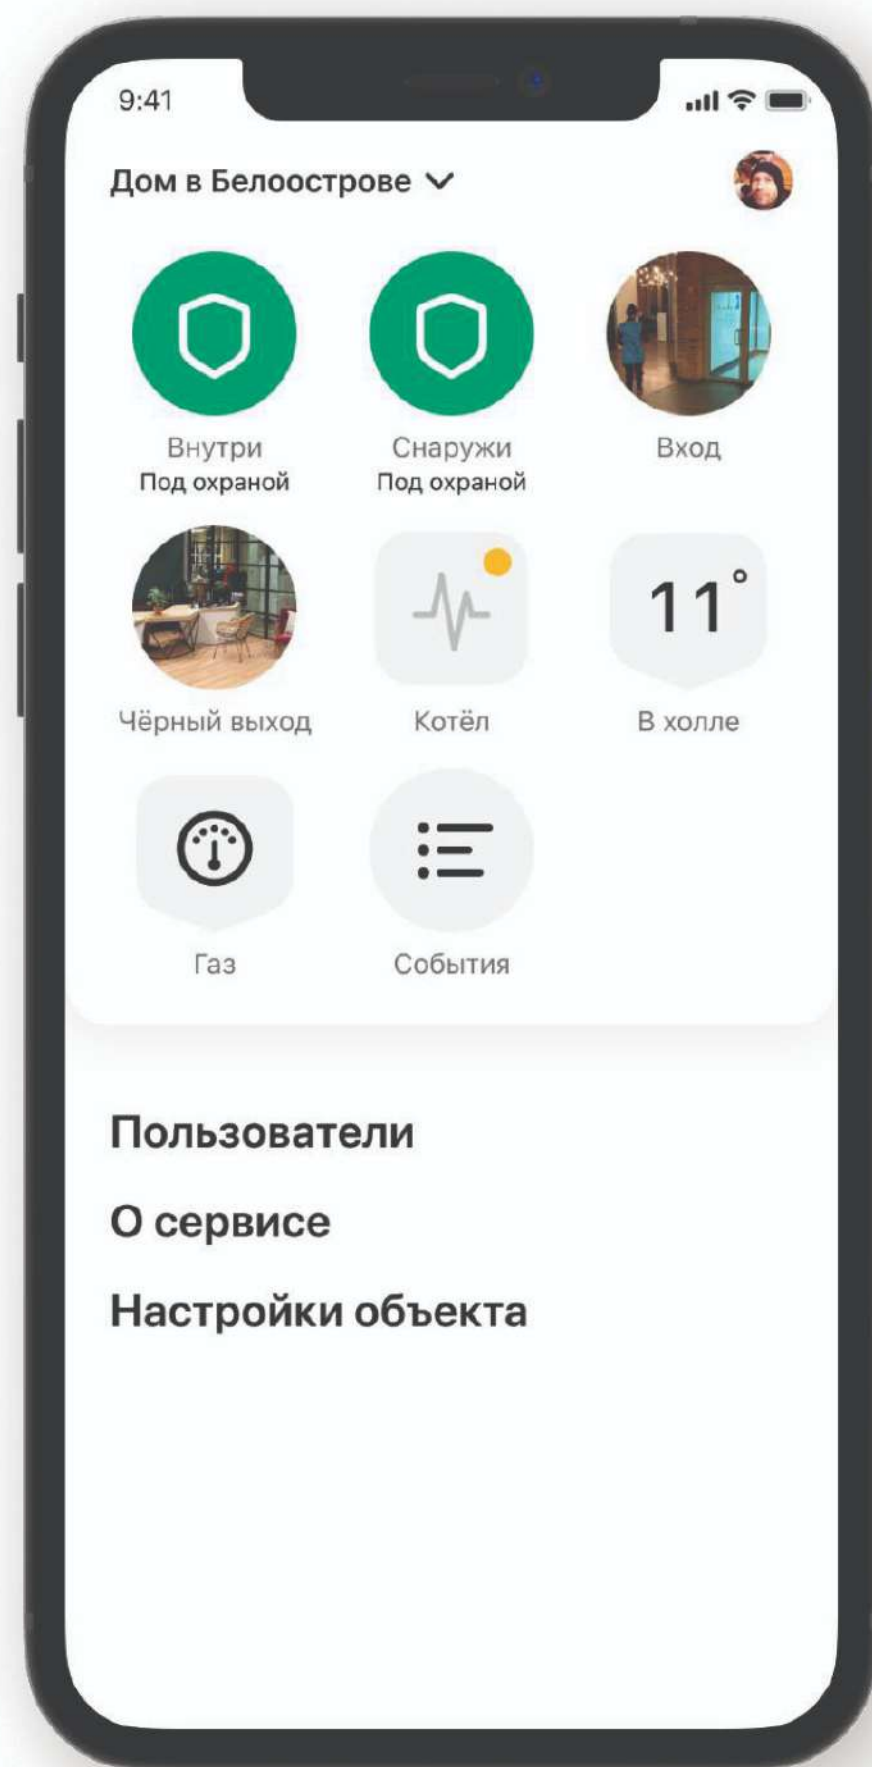 9:41
Дом в Белоострове
Внутри
Под охраной
Снаружи
Под охраной
Вход
Чёрный выход
Котёл
11°
В холле
Газ
События
Пользователи
О сервисе
Настройки объекта